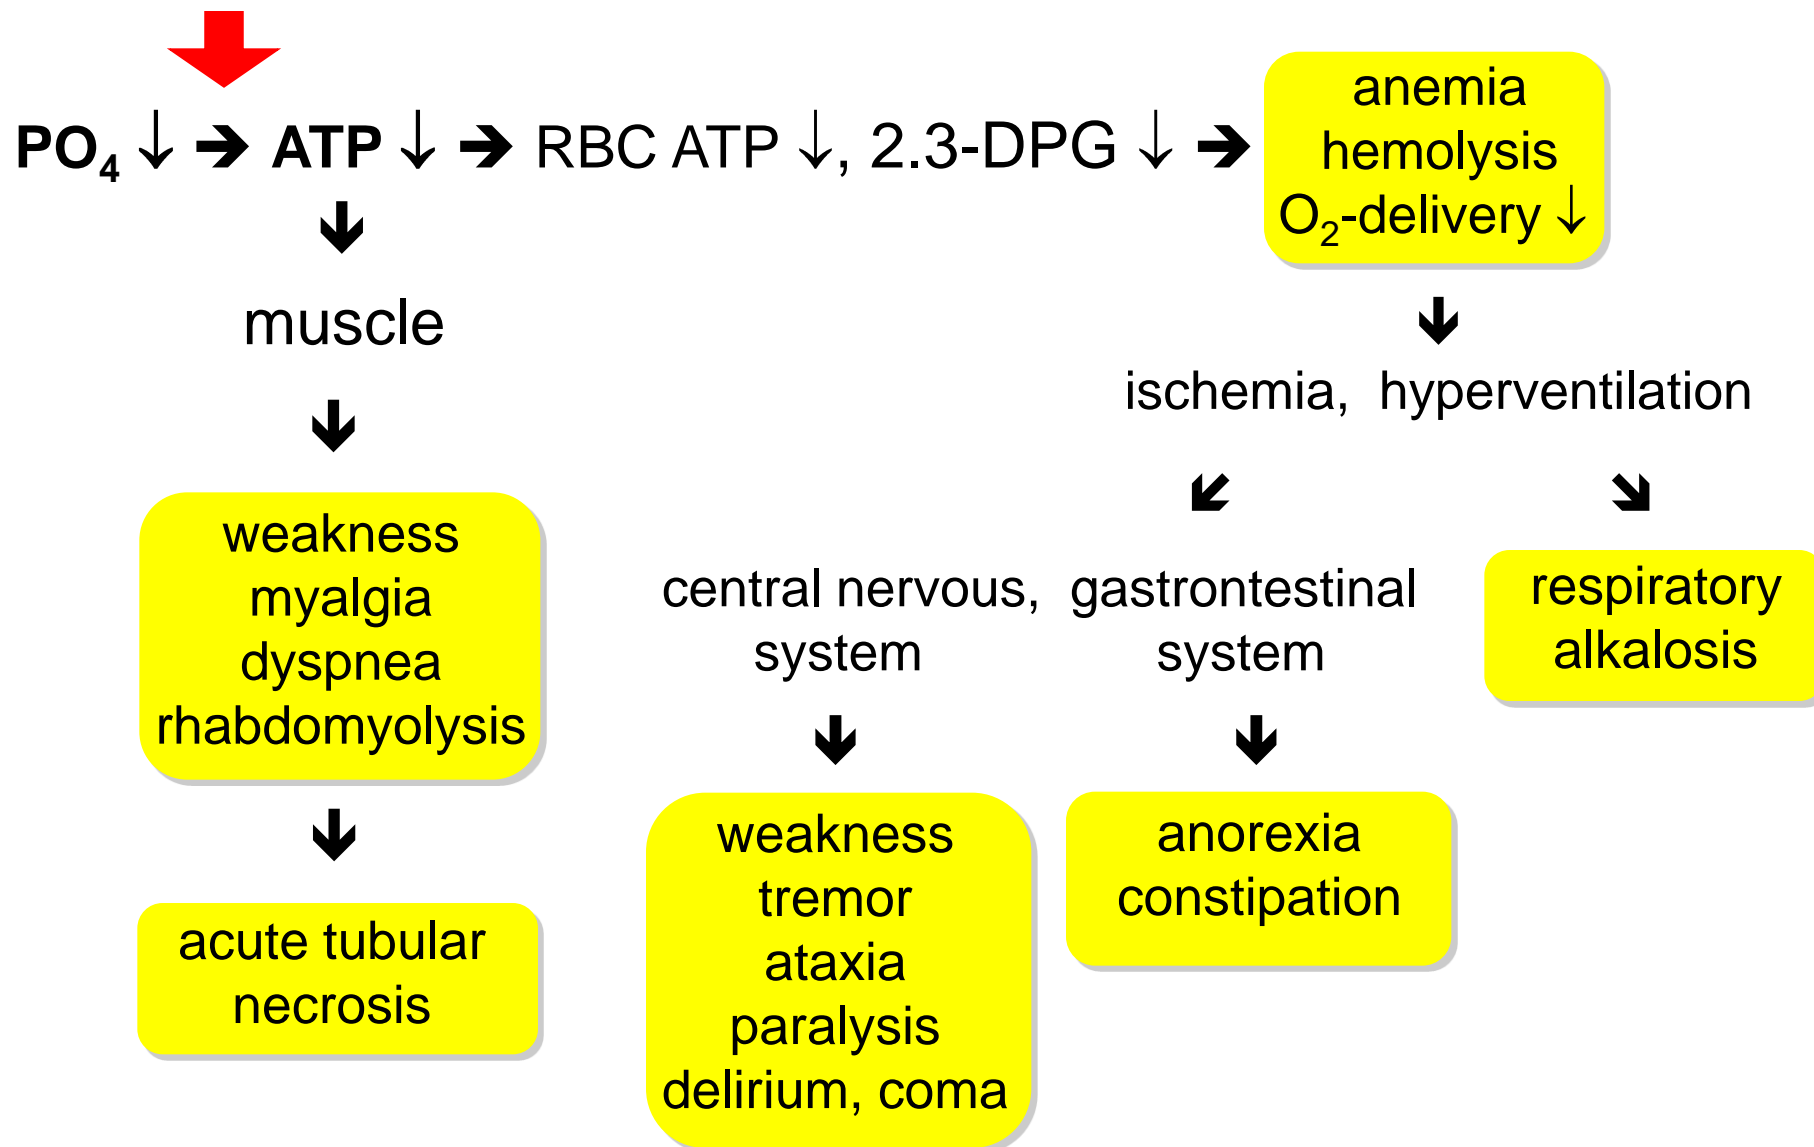 PO₄ ↓ ➔ ATP ↓ ➔ RBC ATP ↓, 2.3-DPG ↓ ➔
anemia
hemolysis
O₂-delivery ↓
muscle
ischemia, hyperventilation
weakness
myalgia
dyspnea
rhabdomyolysis
central nervous,
system
gastrontestinal
system
respiratory
alkalosis
acute tubular
necrosis
weakness
tremor
ataxia
paralysis
delirium, coma
anorexia
constipation